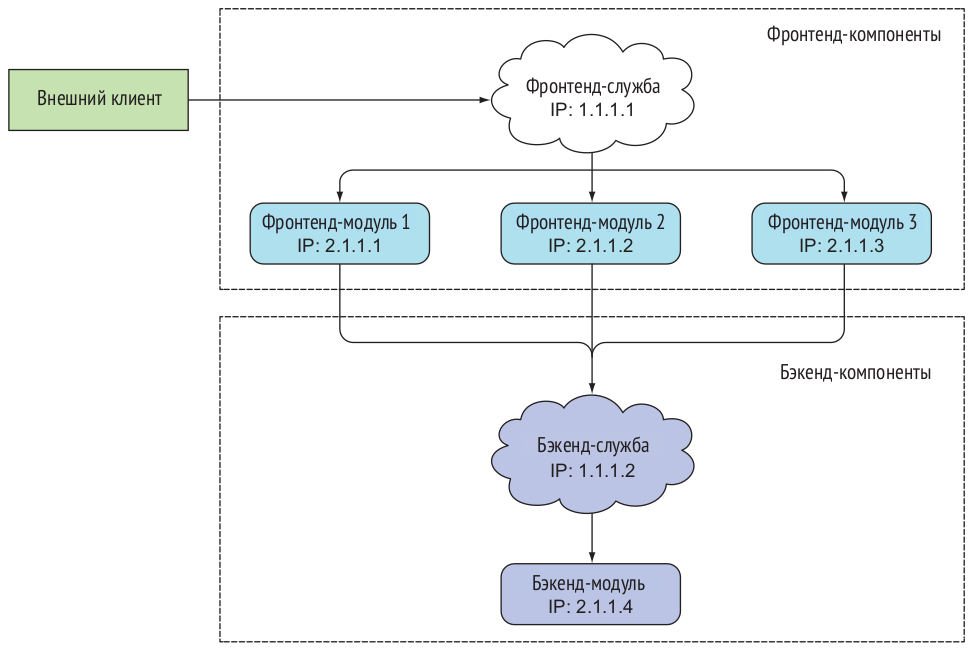 Фронтенд-компоненты
Внешний клиент
Фронтенд-служба
IP: 1.1.1.1
Фронтенд-модуль 1
IP: 2.1.1.1
Фронтенд-модуль 2
IP: 2.1.1.2
Фронтенд-модуль 3
IP: 2.1.1.3
Бэкенд-компоненты
Бэкенд-служба
IP: 1.1.1.2
Бэкенд-модуль
IP: 2.1.1.4